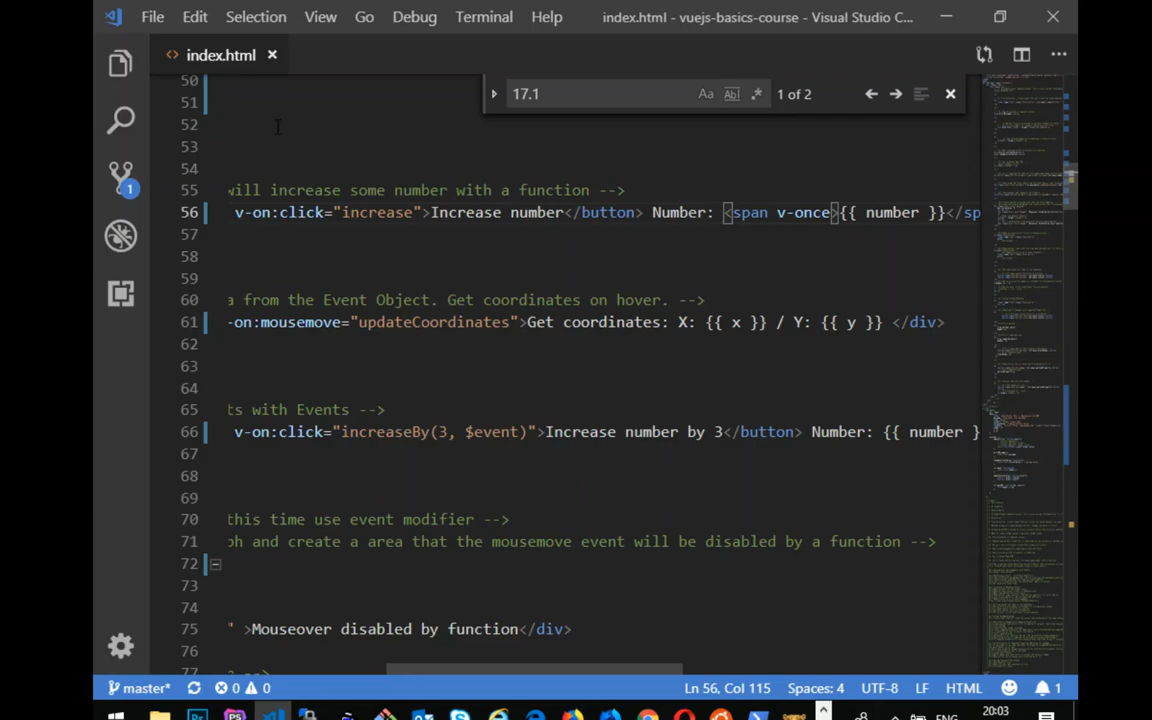 File Edit Selection View Go Debug Terminal Help index.html - vuejs-basics-course - Visual Studio C...
index.html
17.1 Aa Abl .* 1 of 2
50
51
52
53
54
55 will increase some number with a function -->
56 v-on:click="increase">Increase number</button> Number: <span v-once>{{ number }}</sp
57
58
59
60 a from the Event Object. Get coordinates on hover. -->
61 -on:mousemove="updateCoordinates">Get coordinates: X: {{ x }} / Y: {{ y }} </div>
62
63
64
65 ts with Events -->
66 v-on:click="increaseBy(3, $event)">Increase number by 3</button> Number: {{ number }
67
68
69
70 this time use event modifier -->
71 ph and create a area that the mousemove event will be disabled by a function -->
72
73
74
75 " >Mouseover disabled by function</div>
76
77 -->
1
master* 0 0 Ln 56, Col 115 Spaces: 4 UTF-8 LF HTML 1
20:03